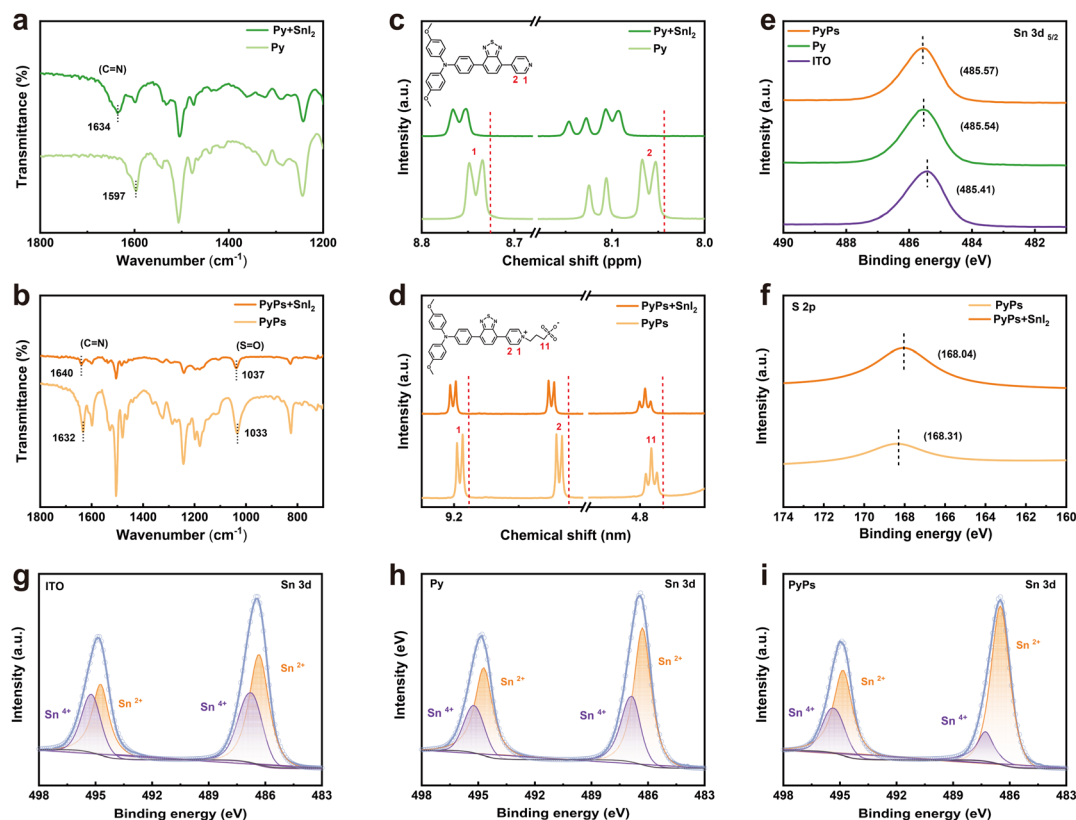 a
Py+SnI2
Py
(C=N)
1634
1597
Transmittance (%)
1800 1600 1400 1200
Wavenumber (cm-1)
c
Py+SnI2
Py
N S N
N
N
O
O
2 1
1
2
Intensity (a.u.)
8.8 8.7 8.1 8.0
Chemical shift (ppm)
e
PyPs
Py
ITO
Sn 3d 5/2
(485.57)
(485.54)
(485.41)
Intensity (a.u.)
490 488 486 484 482
Binding energy (eV)
b
PyPs+SnI2
PyPs
(C=N)
(S=O)
1640
1037
1632
1033
Transmittance (%)
1800 1600 1400 1200 1000 800
Wavenumber (cm-1)
d
PyPs+SnI2
PyPs
N S N
N
N+
O
O
O
S
O
O-
2 1
11
1
2
11
Intensity (a.u.)
9.2 4.8
Chemical shift (nm)
f
S 2p
PyPs
PyPs+SnI2
(168.04)
(168.31)
Intensity (a.u.)
174 172 170 168 166 164 162 160
Binding energy (eV)
g
ITO
Sn 3d
Sn 4+
Sn 2+
Sn 4+
Sn 2+
Intensity (a.u.)
498 495 492 489 486 483
Binding energy (eV)
h
Py
Sn 3d
Sn 4+
Sn 2+
Sn 4+
Sn 2+
Intensity (eV)
498 495 492 489 486 483
Binding energy (eV)
i
PyPs
Sn 3d
Sn 4+
Sn 2+
Sn 4+
Sn 2+
Intensity (a.u.)
498 495 492 489 486 483
Binding energy (eV)